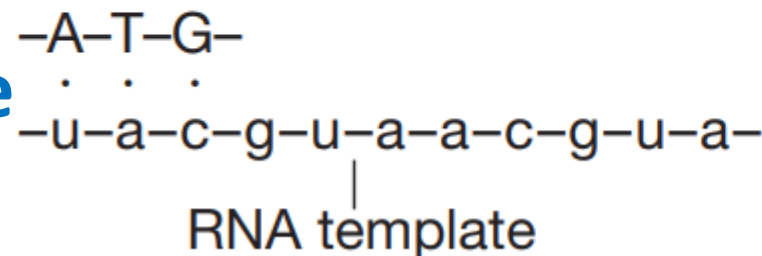 –A–T–G–
e
–u–a–c–g–u–a–a–c–g–u–a–
RNA template